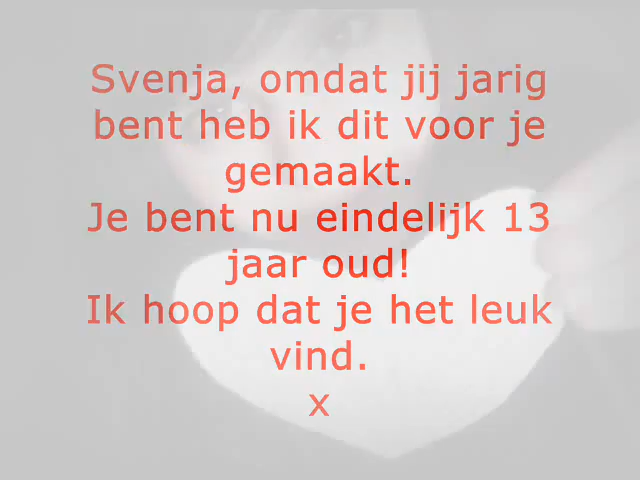 Svenja, omdat jij jarig
bent heb ik dit voor je
gemaakt.
Je bent nu eindelijk 13
jaar oud!
Ik hoop dat je het leuk
vind.
x